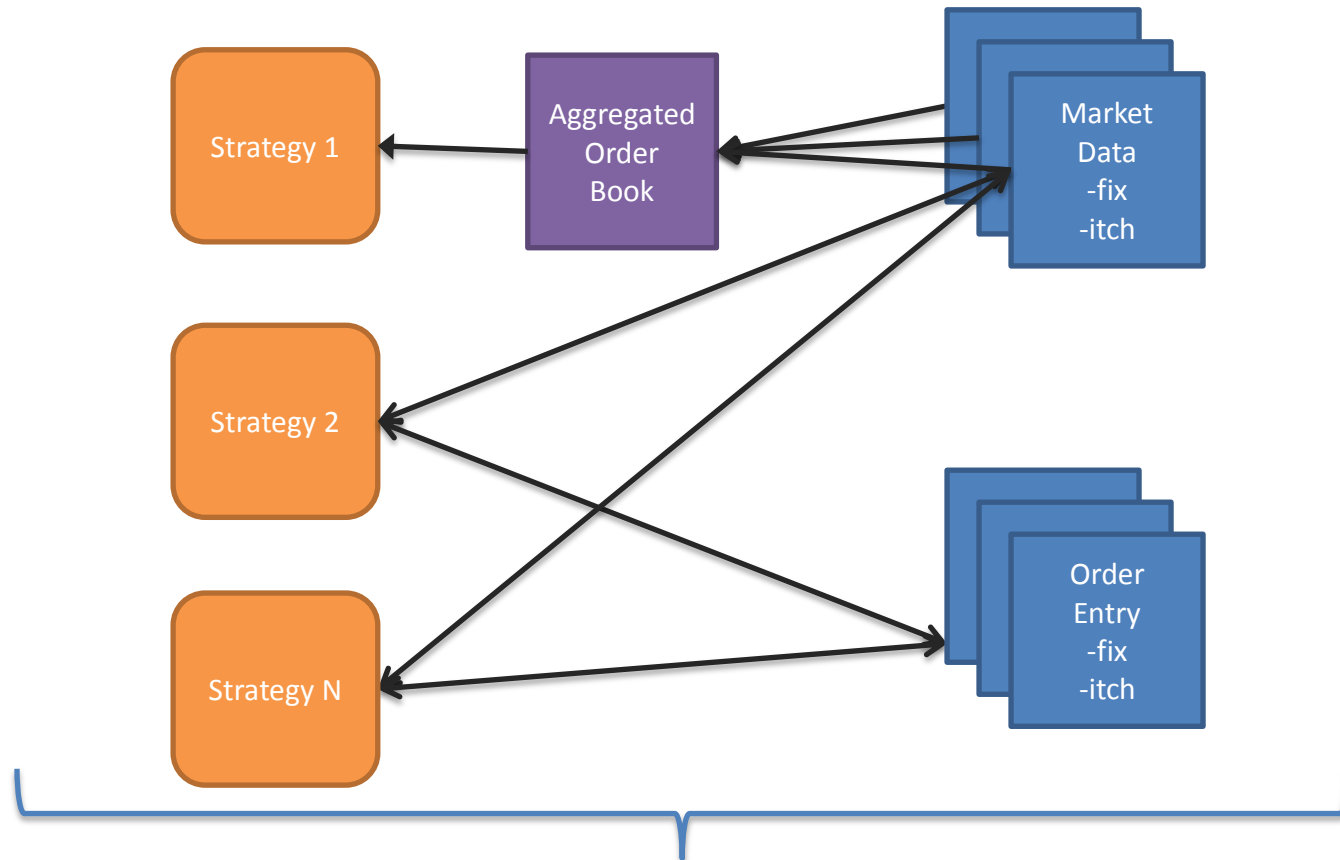 Strategy 1
Aggregated
Order
Book
Market
Data
-fix
-itch
Strategy 2
Strategy N
Order
Entry
-fix
-itch